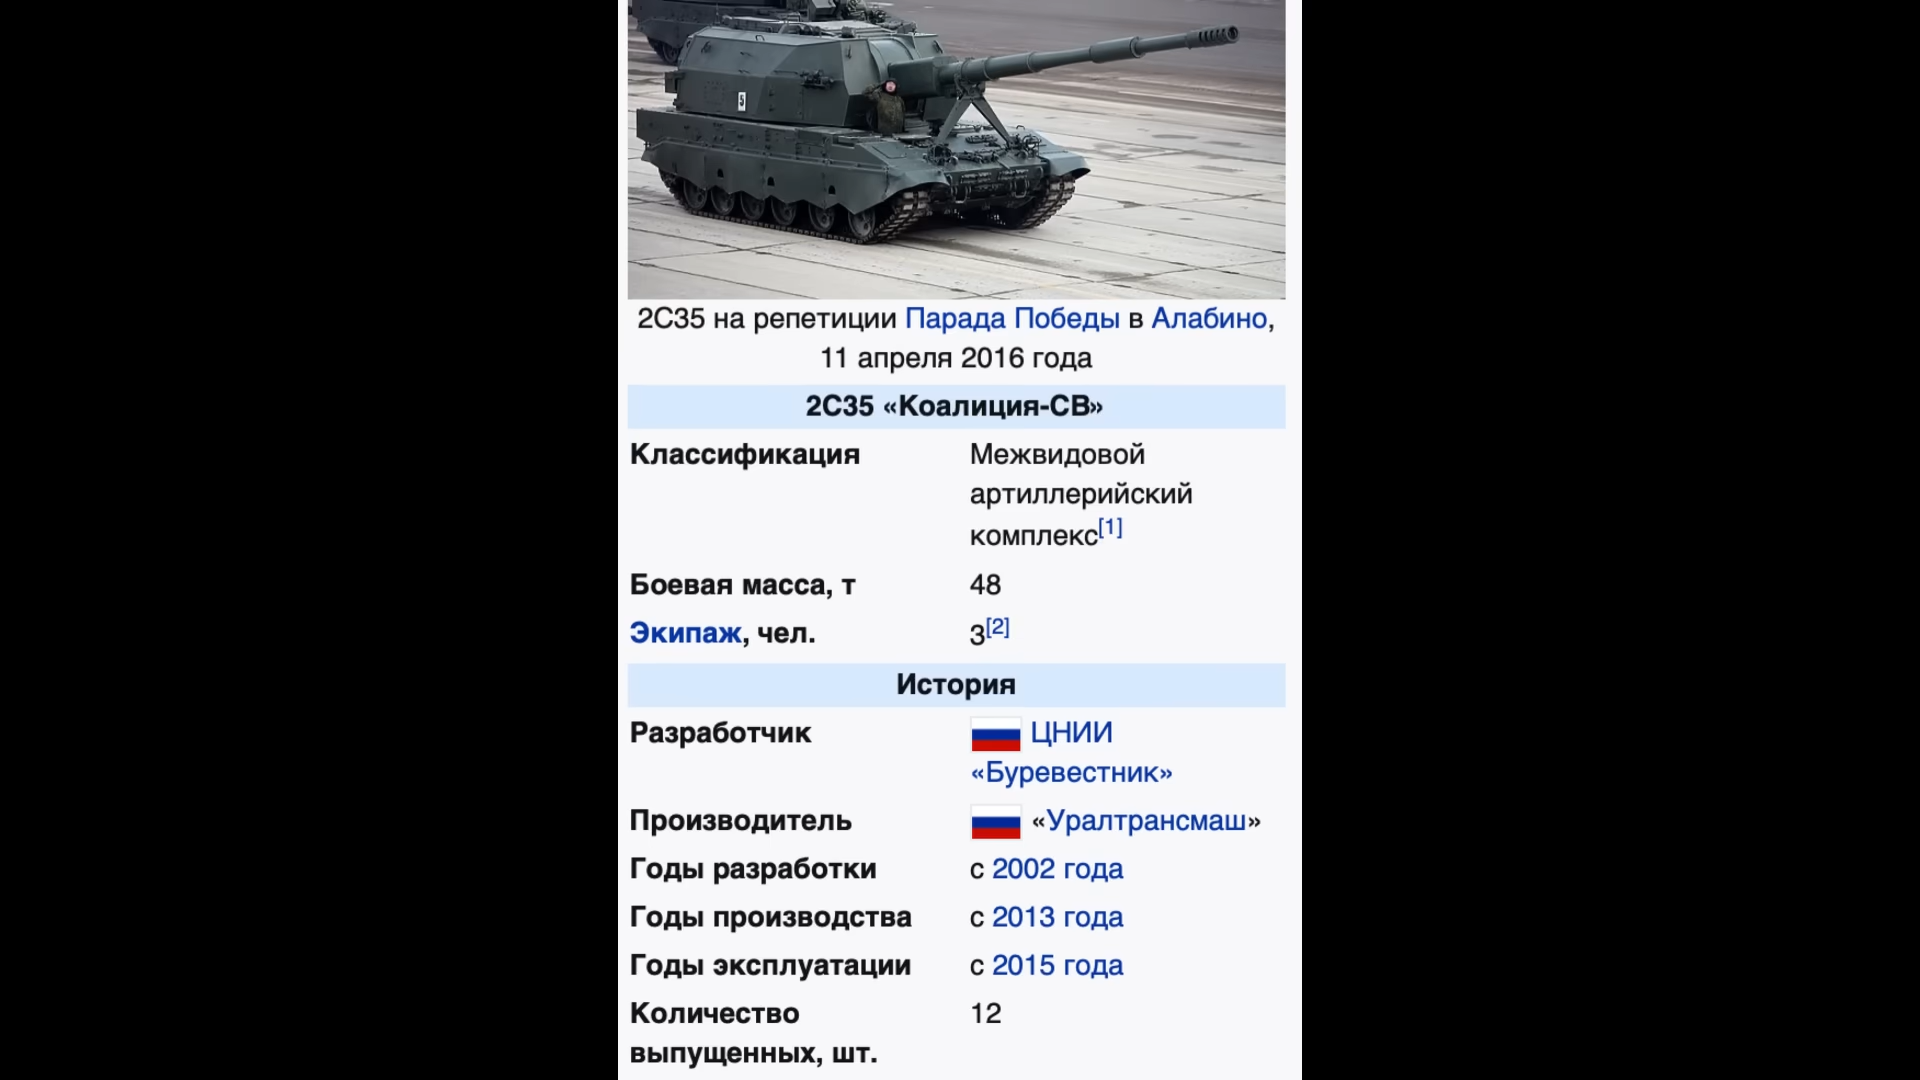 5
2С35 на репетиции Парада Победы в Алабино,
11 апреля 2016 года
2С35 «Коалиция-СВ»
Классификация Межвидовой
артиллерийский
комплекс[1]
Боевая масса, т 48
Экипаж, чел. 3[2]
История
Разработчик ЦНИИ
«Буревестник»
Производитель «Уралтрансмаш»
Годы разработки с 2002 года
Годы производства с 2013 года
Годы эксплуатации с 2015 года
Количество 12
выпущенных, шт.